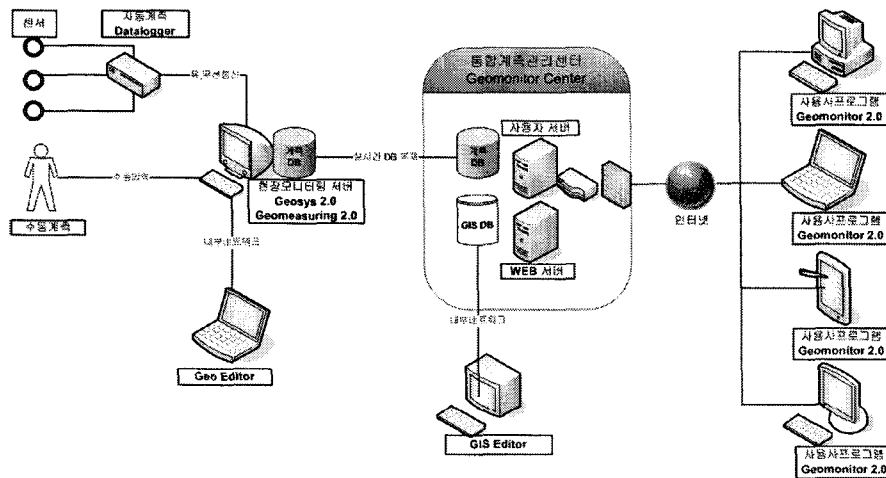 센서
자동계측
Datalogger
유,무선통신
수동계측
수동입력
계측
DB
현장모니터링 서버
Geosys 2.0
Geomeasuring 2.0
내부네트워크
Geo Editor
실시간 DB 복제
통합계측관리센터
Geomonitor Center
계측
DB
사용자 서버
GIS DB
WEB 서버
내부네트워크
GIS Editor
인터넷
사용자프로그램
Geomonitor 2.0
사용자프로그램
Geomonitor 2.0
사용자프로그램
Geomonitor 2.0
사용자프로그램
Geomonitor 2.0